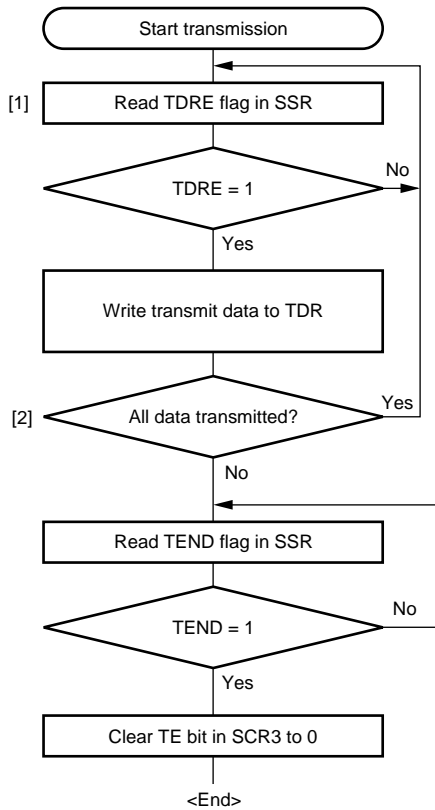 Start transmission
[1]
Read TDRE flag in SSR
No
TDRE = 1
Yes
Write transmit data to TDR
[2]
All data transmitted?
Yes
No
Read TEND flag in SSR
No
TEND = 1
Yes
Clear TE bit in SCR3 to 0
<End>